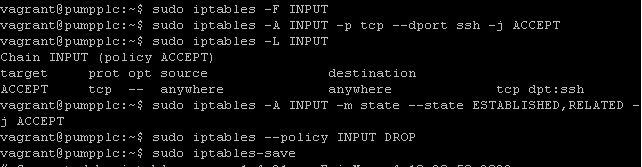 vagrant@pumpplc:~$ sudo iptables -F INPUT
vagrant@pumpplc:~$ sudo iptables -A INPUT -p tcp --dport ssh -j ACCEPT
vagrant@pumpplc:~$ sudo iptables -L INPUT
Chain INPUT (policy ACCEPT)
target prot opt source destination
ACCEPT tcp -- anywhere anywhere tcp dpt:ssh
vagrant@pumpplc:~$ sudo iptables -A INPUT -m state --state ESTABLISHED,RELATED -
j ACCEPT
vagrant@pumpplc:~$ sudo iptables --policy INPUT DROP
vagrant@pumpplc:~$ sudo iptables-save